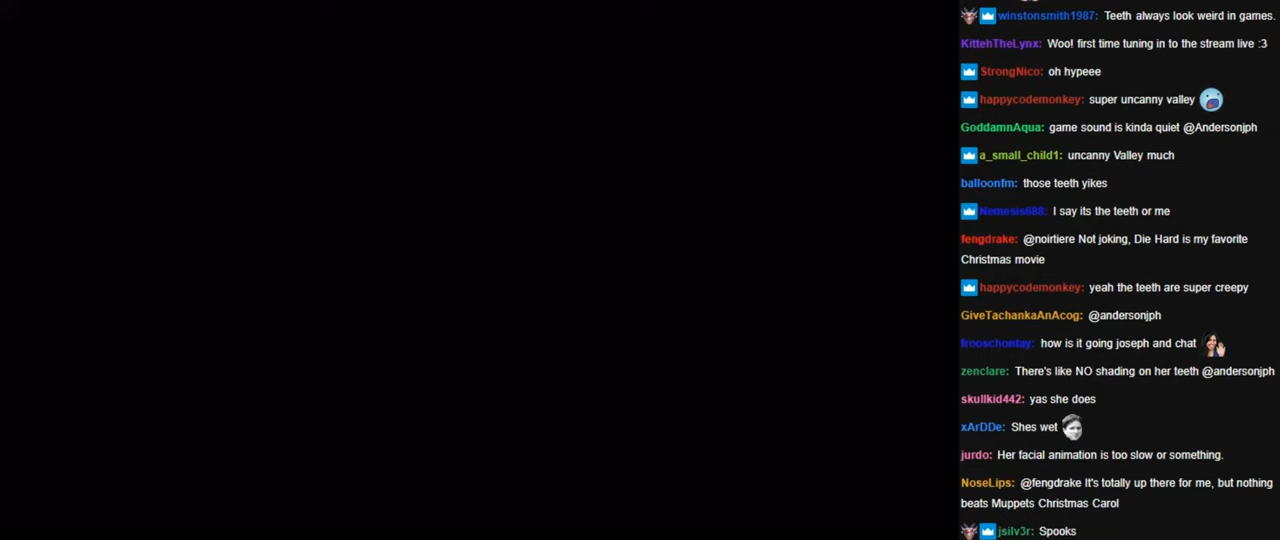 winstonsmith1987: Teeth always look weird in games.
KittehTheLynx: Woo! first time tuning in to the stream live :3
StrongNico: oh hypeee
happycodemonkey: super uncanny valley
GoddamnAqua: game sound is kinda quiet @Andersonjph
a_small_child1: uncanny Valley much
balloonfm: those teeth yikes
Nemesis688: I say its the teeth or me
fengdrake: @noirtiere Not joking, Die Hard is my favorite
Christmas movie
happycodemonkey: yeah the teeth are super creepy
GiveTachankaAnAcog: @andersonjph
frooschontay: how is it going joseph and chat
zenclare: There's like NO shading on her teeth @andersonjph
skullkid442: yas she does
xArDDe: Shes wet
jurdo: Her facial animation is too slow or something.
NoseLips: @fengdrake It's totally up there for me, but nothing
beats Muppets Christmas Carol
jsilv3r: Spooks